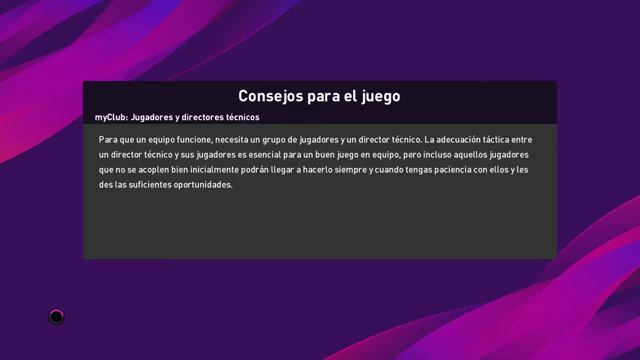 Consejos para el juego
myClub: Jugadores y directores técnicos
Para que un equipo funcione, necesita un grupo de jugadores y un director técnico. La adecuación táctica entre
un director técnico y sus jugadores es esencial para un buen juego en equipo, pero incluso aquellos jugadores
que no se acoplen bien inicialmente podrán llegar a hacerlo siempre y cuando tengas paciencia con ellos y les
des las suficientes oportunidades.